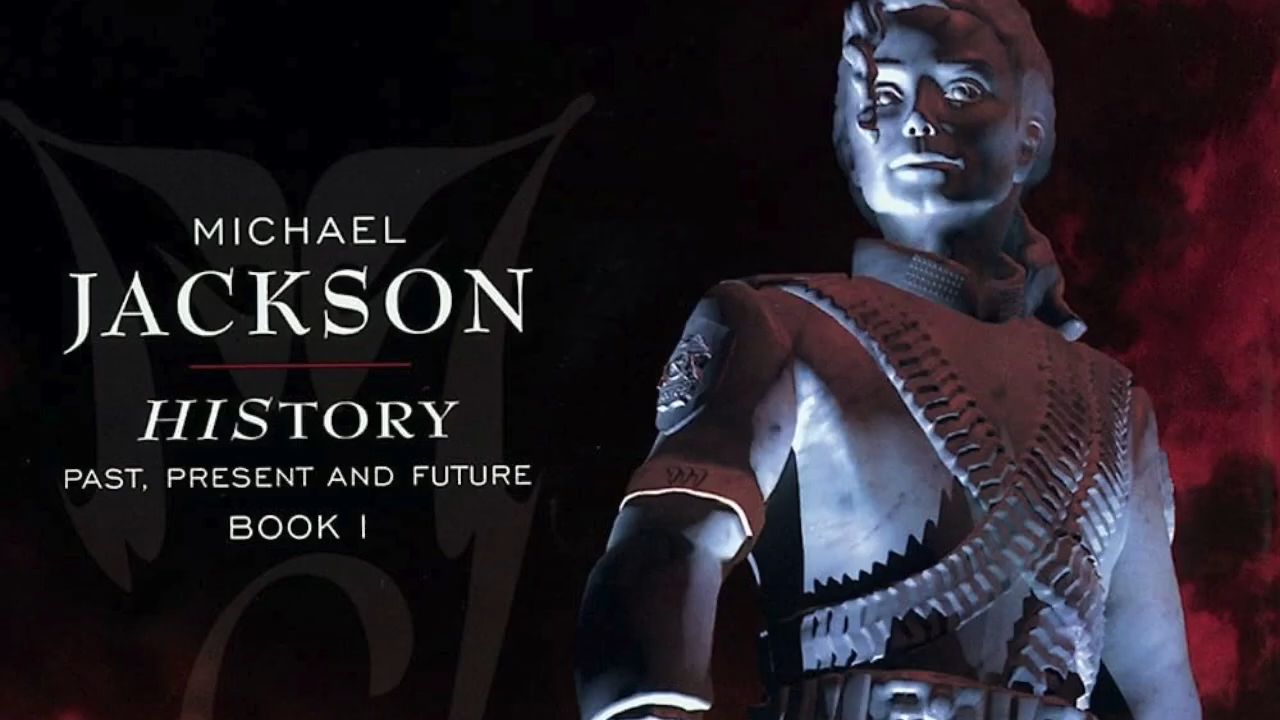 MICHAEL
JACKSON
HISTORY
PAST, PRESENT AND FUTURE
BOOK I